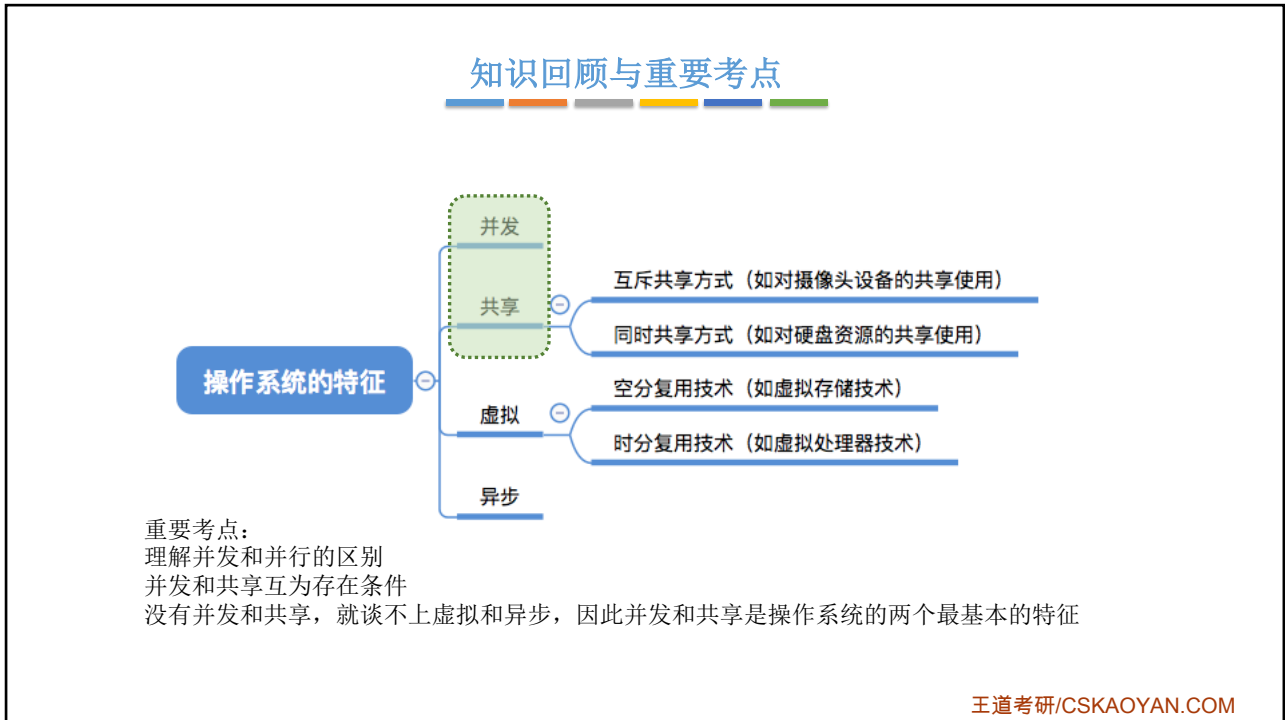 知识回顾与重要考点
并发
共享
互斥共享方式（如对摄像头设备的共享使用）
同时共享方式（如对硬盘资源的共享使用）
操作系统的特征
虚拟
空分复用技术（如虚拟存储技术）
时分复用技术（如虚拟处理器技术）
异步
重要考点：
理解并发和并行的区别
并发和共享互为存在条件
没有并发和共享，就谈不上虚拟和异步，因此并发和共享是操作系统的两个最基本的特征
王道考研/CSKAOYAN.COM